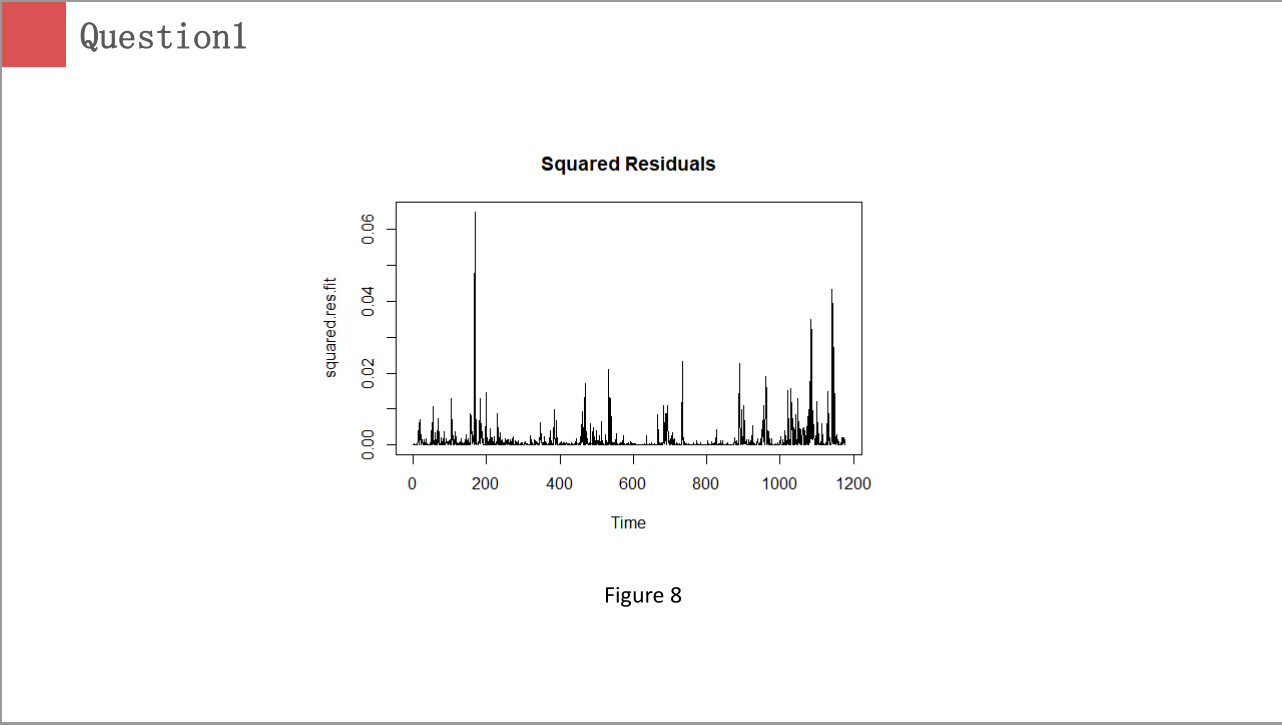 Question1
Squared Residuals
squared.res.fit
0.00 0.02 0.04 0.06
0 200 400 600 800 1000 1200
Time
Figure 8